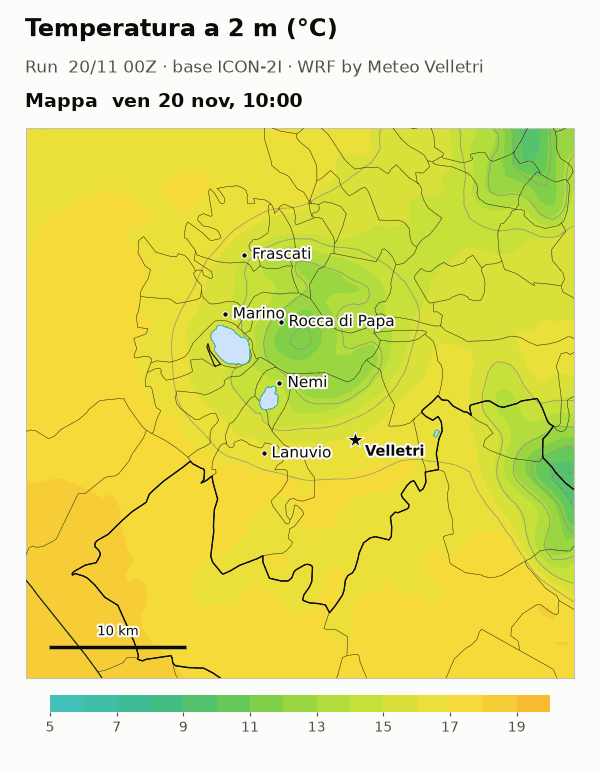 Temperatura a 2 m (°C)
Run  20/11 00Z · base ICON-2I · WRF by Meteo Velletri
Mappa  ven 20 nov, 10:00
Frascati
Marino
Rocca di Papa
Nemi
Velletri
Lanuvio
10 km
5 7 9 11 13 15 17 19